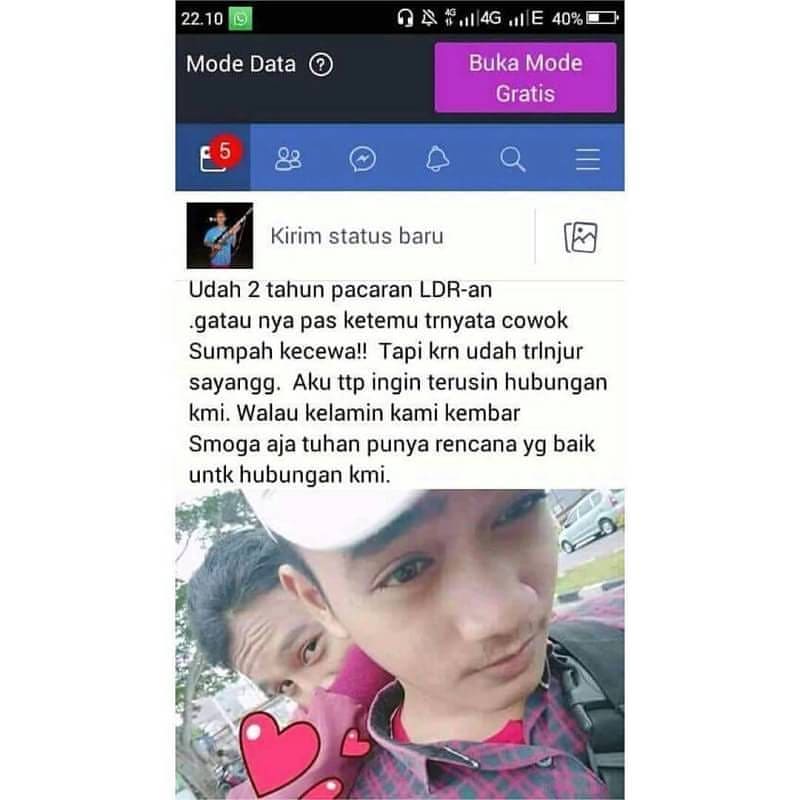 22.10 4G 4G E 40%
Mode Data ? Buka Mode
Gratis
5
Kirim status baru
Udah 2 tahun pacaran LDR-an
.gatau nya pas ketemu trnyata cowok
Sumpah kecewa!! Tapi krn udah trlnjur
sayangg. Aku ttp ingin terusin hubungan
kmi. Walau kelamin kami kembar
Smoga aja tuhan punya rencana yg baik
untk hubungan kmi.